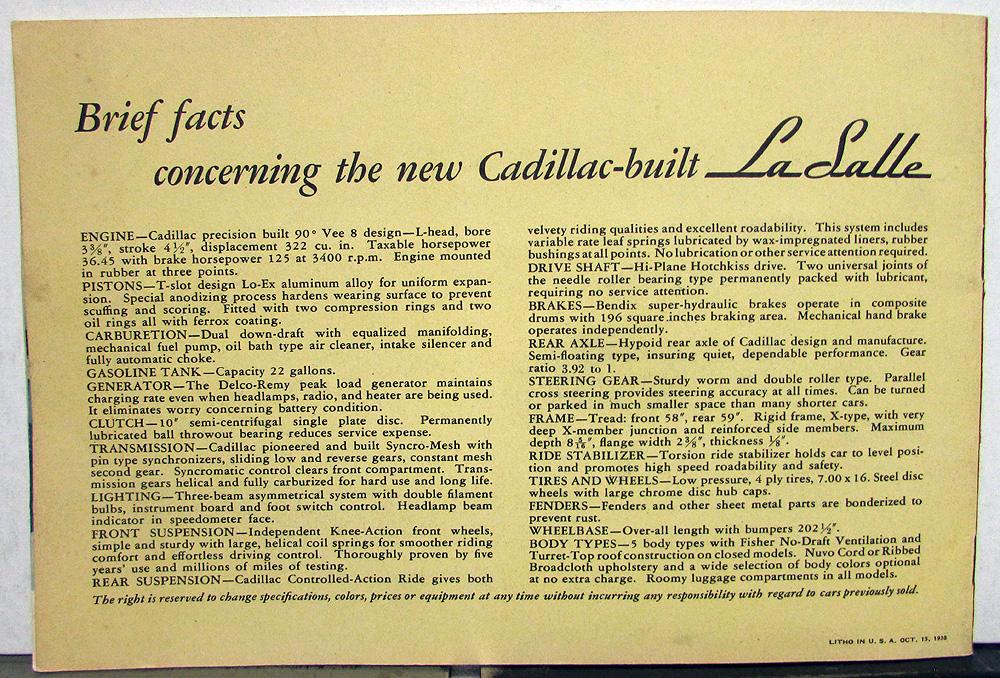 Brief facts
concerning the new Cadillac-built La Salle
ENGINE—Cadillac precision built 90° Vee 8 design—L-head, bore
3⅜", stroke 4½", displacement 322 cu. in. Taxable horsepower
36.45 with brake horsepower 125 at 3400 r.p.m. Engine mounted
in rubber at three points.
PISTONS—T-slot design Lo-Ex aluminum alloy for uniform expan-
sion. Special anodizing process hardens wearing surface to prevent
scuffing and scoring. Fitted with two compression rings and two
oil rings all with ferrox coating.
CARBURETION—Dual down-draft with equalized manifolding,
mechanical fuel pump, oil bath type air cleaner, intake silencer and
fully automatic choke.
GASOLINE TANK—Capacity 22 gallons.
GENERATOR—The Delco-Remy peak load generator maintains
charging rate even when headlamps, radio, and heater are being used.
It eliminates worry concerning battery condition.
CLUTCH—10" semi-centrifugal single plate disc. Permanently
lubricated ball throwout bearing reduces service expense.
TRANSMISSION—Cadillac pioneered and built Syncro-Mesh with
pin type synchronizers, sliding low and reverse gears, constant mesh
second gear. Syncromatic control clears front compartment. Trans-
mission gears helical and fully carburized for hard use and long life.
LIGHTING—Three-beam asymmetrical system with double filament
bulbs, instrument board and foot switch control. Headlamp beam
indicator in speedometer face.
FRONT SUSPENSION—Independent Knee-Action front wheels,
simple and sturdy with large, helical coil springs for smoother riding
comfort and effortless driving control. Thoroughly proven by five
years' use and millions of miles of testing.
REAR SUSPENSION—Cadillac Controlled-Action Ride gives both
velvety riding qualities and excellent roadability. This system includes
variable rate leaf springs lubricated by wax-impregnated liners, rubber
bushings at all points. No lubrication or other service attention required.
DRIVE SHAFT—Hi-Plane Hotchkiss drive. Two universal joints of
the needle roller bearing type permanently packed with lubricant,
requiring no service attention.
BRAKES—Bendix super-hydraulic brakes operate in composite
drums with 196 square inches braking area. Mechanical hand brake
operates independently.
REAR AXLE—Hypoid rear axle of Cadillac design and manufacture.
Semi-floating type, insuring quiet, dependable performance. Gear
ratio 3.92 to 1.
STEERING GEAR—Sturdy worm and double roller type. Parallel
cross steering provides steering accuracy at all times. Can be turned
or parked in much smaller space than many shorter cars.
FRAME—Tread: front 58", rear 59". Rigid frame, X-type, with very
deep X-member junction and reinforced side members. Maximum
depth 8 5/16", flange width 2⅜", thickness ⅛".
RIDE STABILIZER—Torsion ride stabilizer holds car to level posi-
tion and promotes high speed roadability and safety.
TIRES AND WHEELS—Low pressure, 4 ply tires, 7.00 x 16. Steel disc
wheels with large chrome disc hub caps.
FENDERS—Fenders and other sheet metal parts are bonderized to
prevent rust.
WHEELBASE—Over-all length with bumpers 202½".
BODY TYPES—5 body types with Fisher No-Draft Ventilation and
Turret-Top roof construction on closed models. Nuvo Cord or Ribbed
Broadcloth upholstery and a wide selection of body colors optional
at no extra charge. Roomy luggage compartments in all models.
The right is reserved to change specifications, colors, prices or equipment at any time without incurring any responsibility with regard to cars previously sold.
LITHO IN U. S. A. OCT. 15, 1938